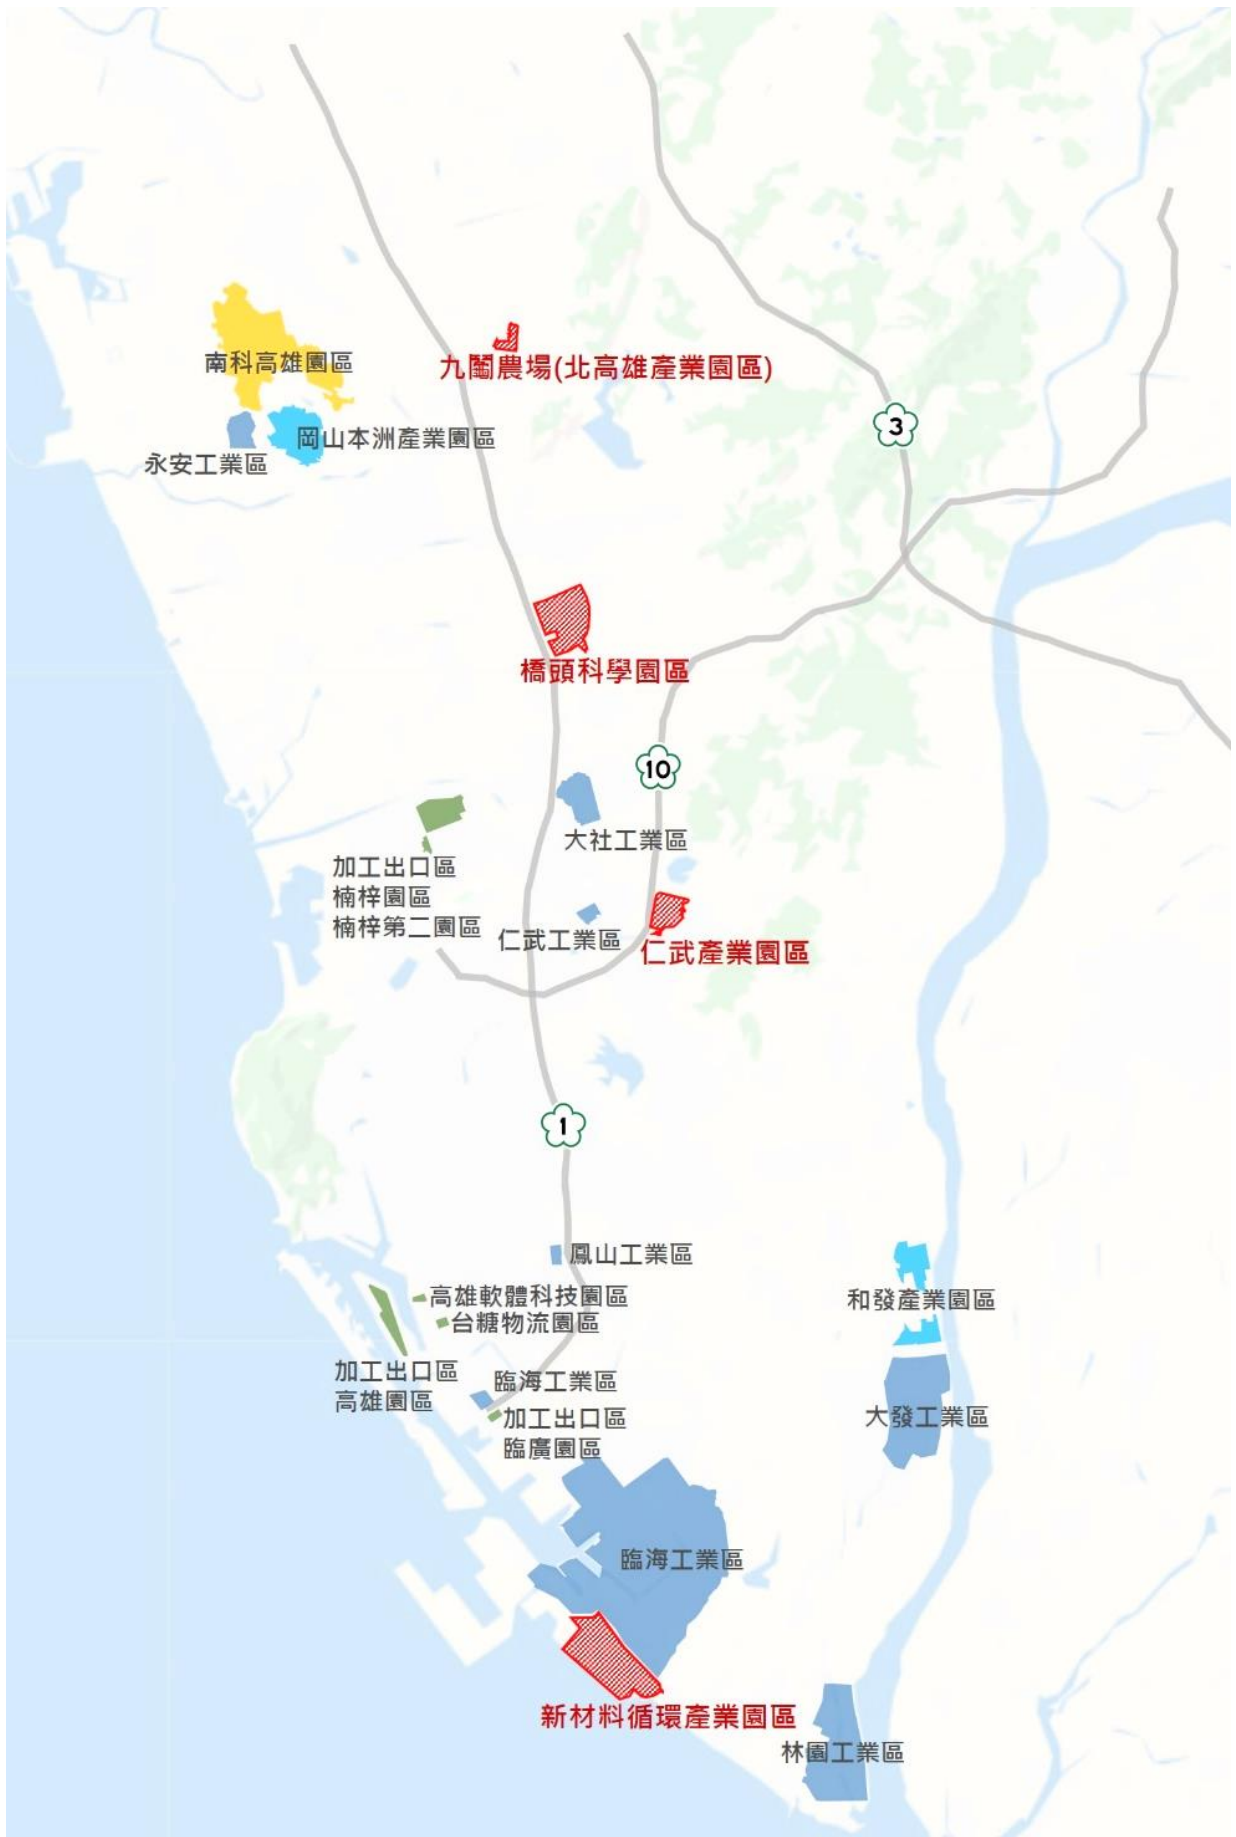 南科高雄園區
九鬮農場(北高雄產業園區)
3
岡山本洲產業園區
永安工業區
橋頭科學園區
10
大社工業區
加工出口區
楠梓園區
楠梓第二園區
仁武工業區
仁武產業園區
1
鳳山工業區
高雄軟體科技園區
台糖物流園區
和發產業園區
加工出口區
高雄園區
臨海工業區
加工出口區
臨廣園區
大發工業區
臨海工業區
新材料循環產業園區
林園工業區